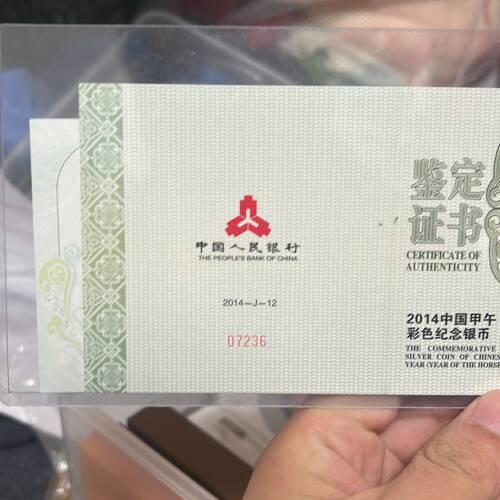 中国人民银行
THE PEOPLE'S BANK OF CHINA
2014-J-12
07236
鉴定
证书
CERTIFICATE OF
AUTHENTICITY
2014中国甲午
彩色纪念银币
THE COMMEMORATIVE
SILVER COIN OF CHINES
YEAR (YEAR OF THE HORSE